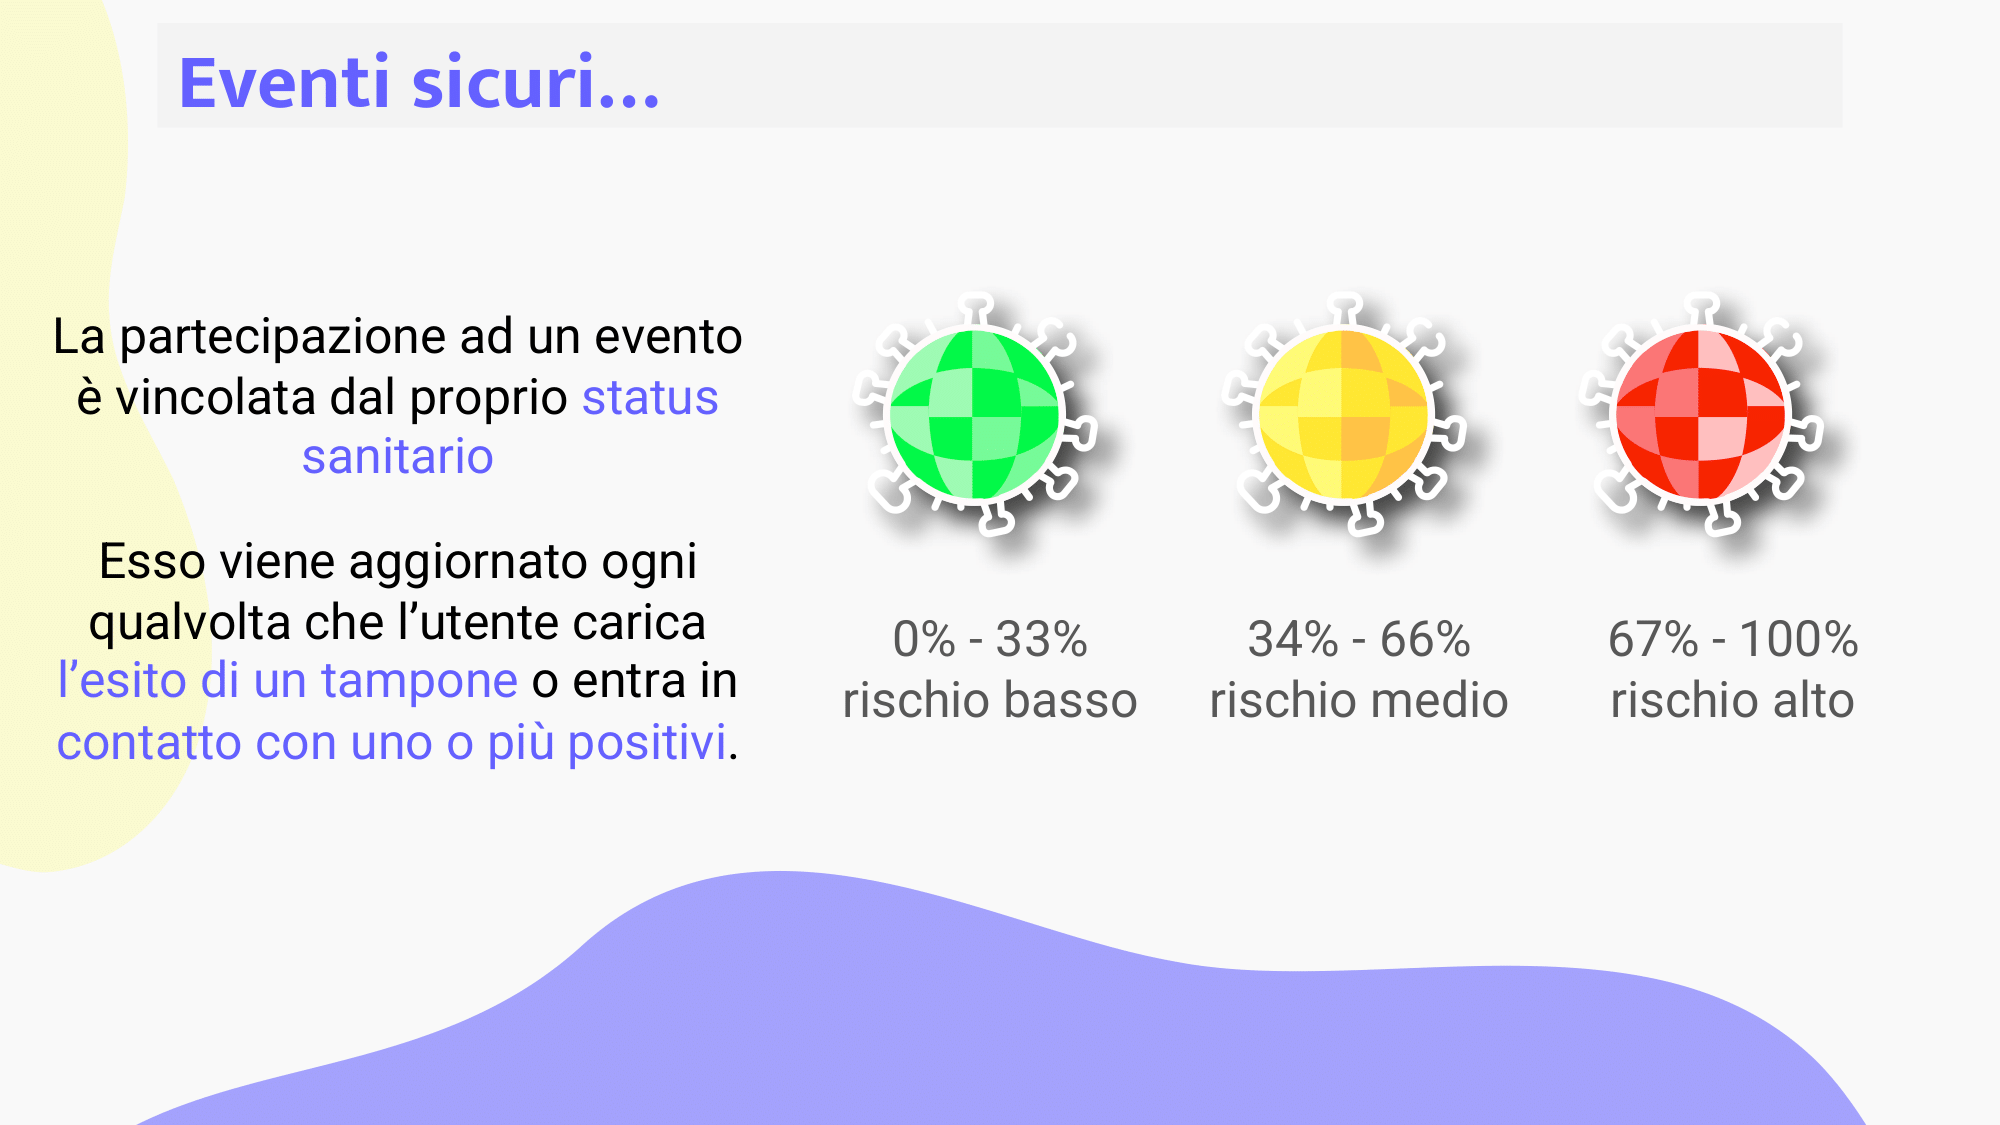 Eventi sicuri...
La partecipazione ad un evento
è vincolata dal proprio status
sanitario
Esso viene aggiornato ogni
qualvolta che l’utente carica
l’esito di un tampone o entra in
contatto con uno o più positivi.
0% - 33%
rischio basso
34% - 66%
rischio medio
67% - 100%
rischio alto